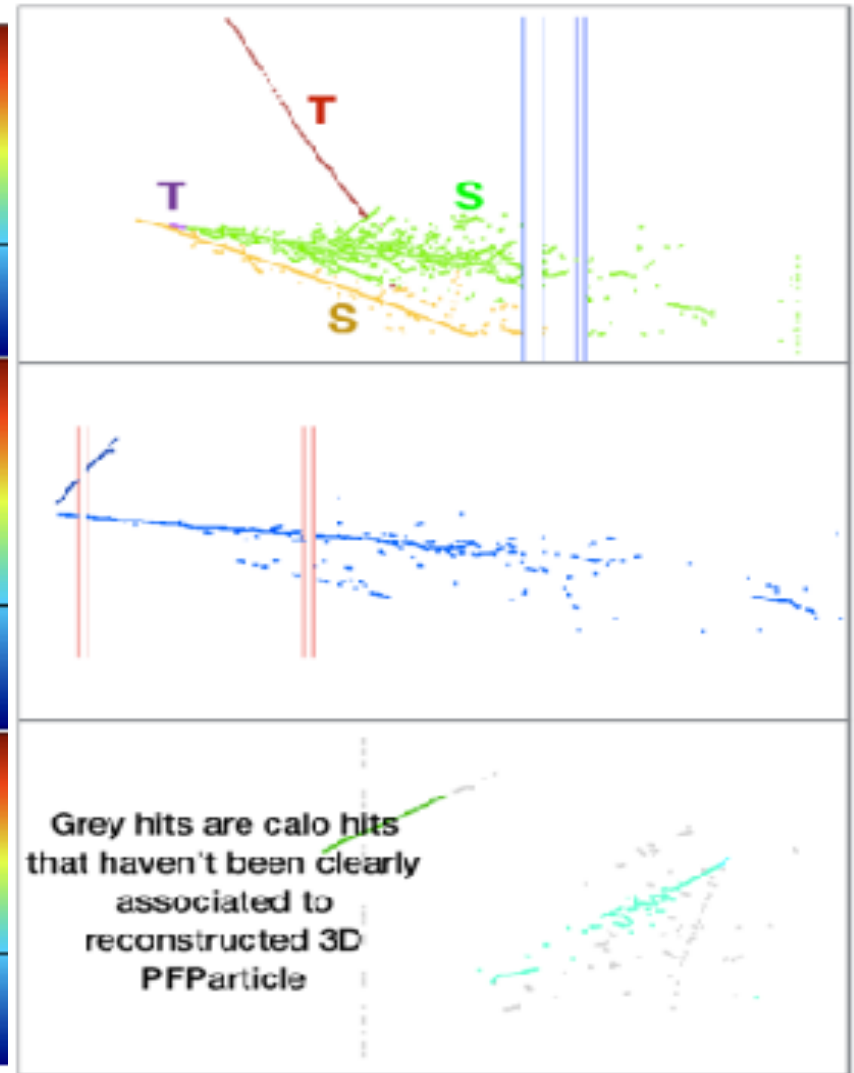 T
T
S
S
Grey hits are calo hits
that haven't been clearly
associated to
reconstructed 3D
PFParticle